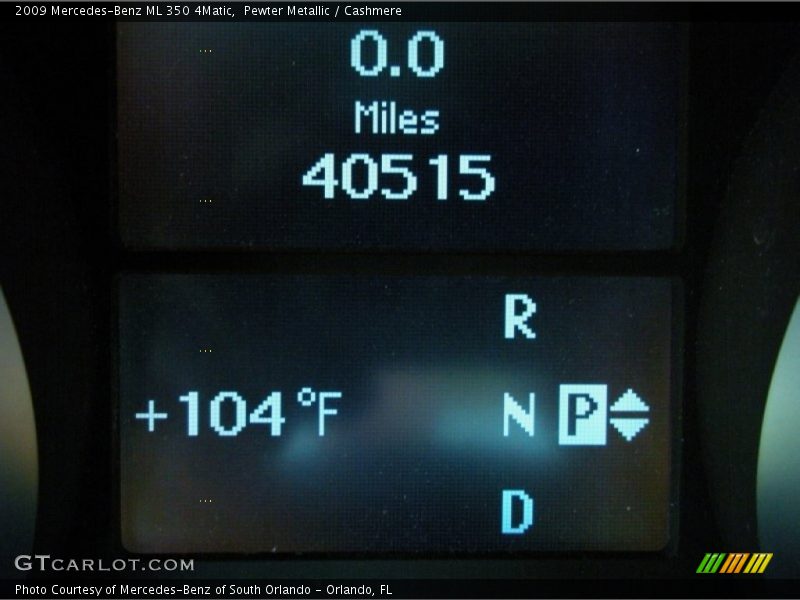 2009 Mercedes-Benz ML 350 4Matic, Pewter Metallic / Cashmere
0.0
Miles
40515
R
+104 °F N P
D
GTCARLOT.COM
Photo Courtesy of Mercedes-Benz of South Orlando - Orlando, FL